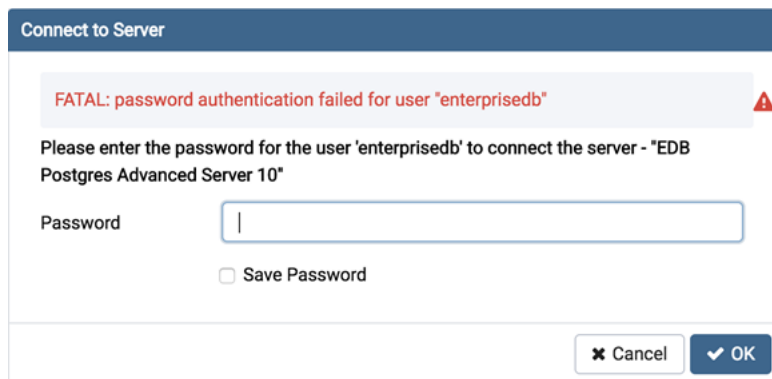 Connect to Server
FATAL: password authentication failed for user "enterprisedb"
Please enter the password for the user 'enterprisedb' to connect the server - "EDB
Postgres Advanced Server 10"
Password
Save Password
Cancel
OK